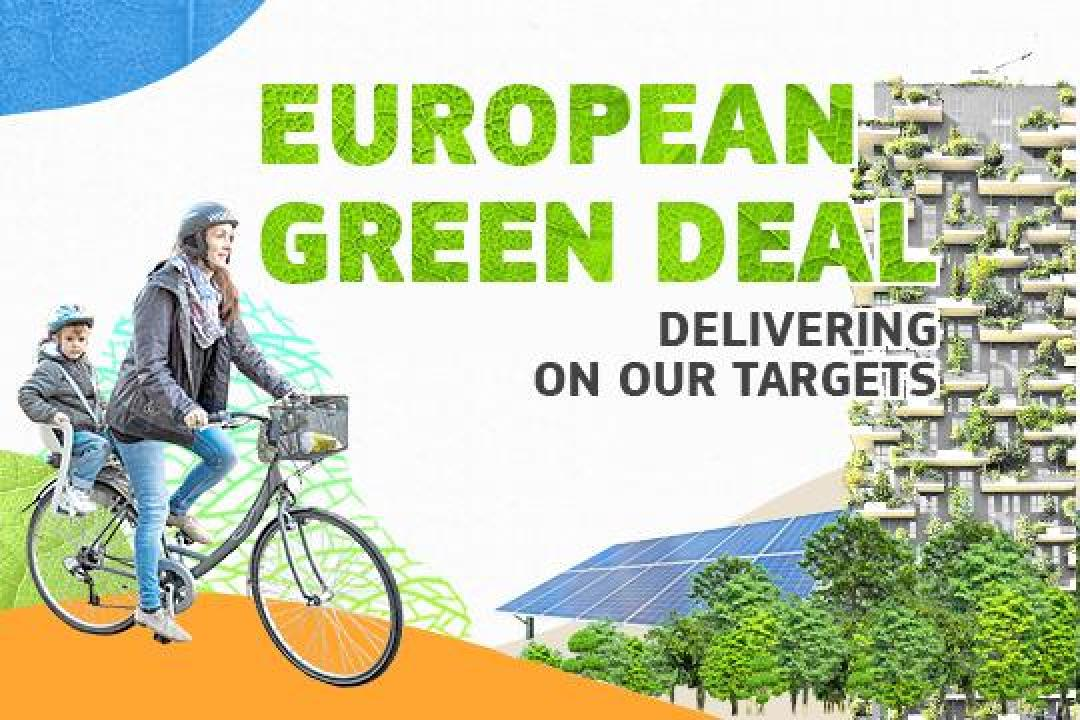 EUROPEAN
GREEN DEAL
DELIVERING
ON OUR TARGETS